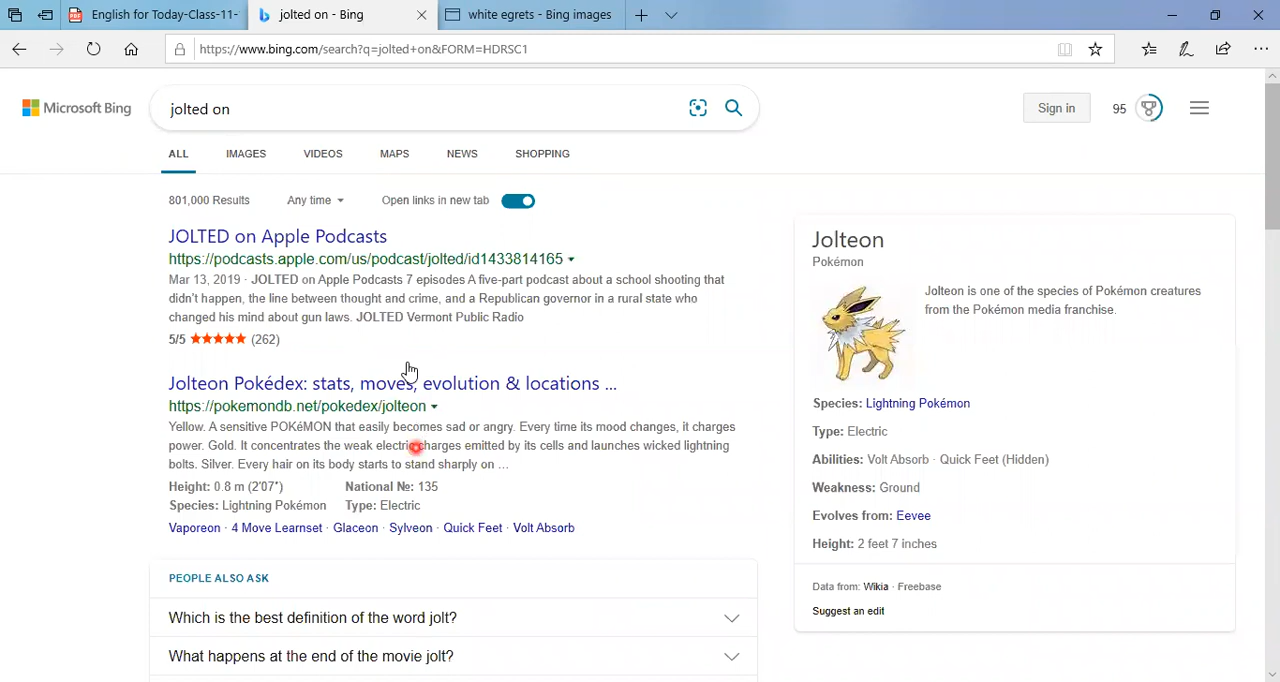 English for Today-Class-11-
jolted on - Bing
white egrets - Bing images
https://www.bing.com/search?q=jolted+on&FORM=HDRSC1
Microsoft Bing
jolted on
Sign in
95
ALL
IMAGES
VIDEOS
MAPS
NEWS
SHOPPING
801,000 Results
Any time
Open links in new tab
JOLTED on Apple Podcasts
https://podcasts.apple.com/us/podcast/jolted/id1433814165
Mar 13, 2019 · JOLTED on Apple Podcasts 7 episodes A five-part podcast about a school shooting that
didn't happen, the line between thought and crime, and a Republican governor in a rural state who
changed his mind about gun laws. JOLTED Vermont Public Radio
5/5 ★★★★★ (262)
Jolteon Pokédex: stats, moves, evolution & locations ...
https://pokemondb.net/pokedex/jolteon
Yellow. A sensitive POKéMON that easily becomes sad or angry. Every time its mood changes, it charges
power. Gold. It concentrates the weak electric charges emitted by its cells and launches wicked lightning
bolts. Silver. Every hair on its body starts to stand sharply on ...
Height: 0.8 m (2'07")
National №: 135
Species: Lightning Pokémon
Type: Electric
Vaporeon · 4 Move Learnset · Glaceon · Sylveon · Quick Feet · Volt Absorb
PEOPLE ALSO ASK
Which is the best definition of the word jolt?
What happens at the end of the movie jolt?
Jolteon
Pokémon
Jolteon is one of the species of Pokémon creatures
from the Pokémon media franchise.
Species: Lightning Pokémon
Type: Electric
Abilities: Volt Absorb · Quick Feet (Hidden)
Weakness: Ground
Evolves from: Eevee
Height: 2 feet 7 inches
Data from: Wikia · Freebase
Suggest an edit